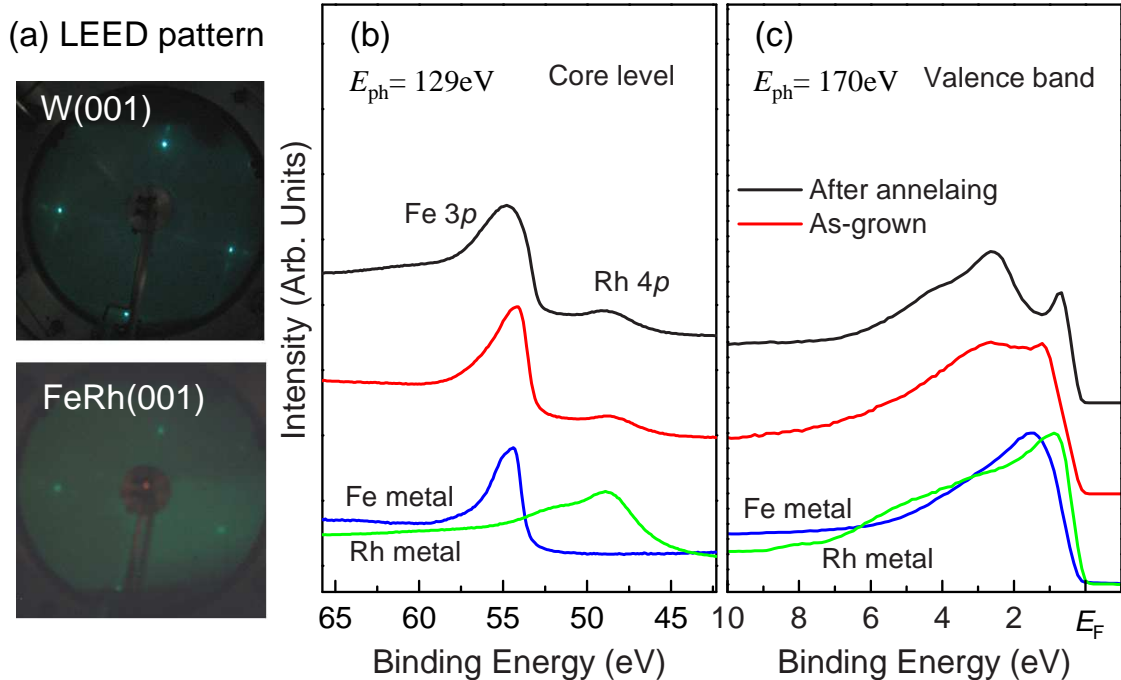 (a) LEED pattern
W(001)
FeRh(001)
(b)
Eph= 129eV
Core level
Intensity (Arb. Units)
Fe 3p
Rh 4p
Fe metal
Rh metal
65 60 55 50 45
Binding Energy (eV)
(c)
Eph= 170eV
Valence band
After annelaing
As-grown
Fe metal
Rh metal
10 8 6 4 2 EF
Binding Energy (eV)